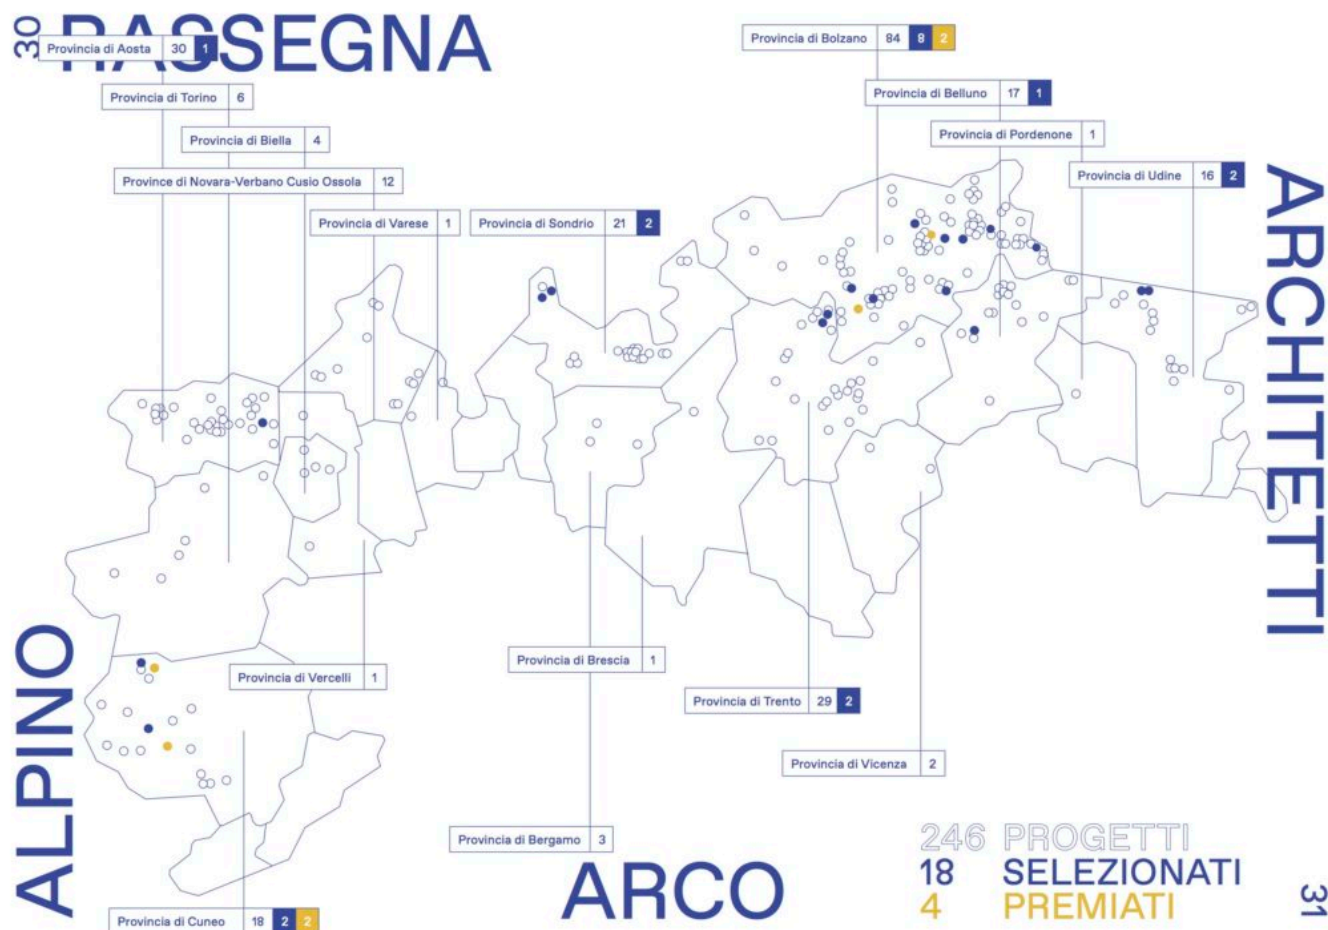 30
RASSEGNA
Provincia di Aosta 30 1
Provincia di Torino 6
Provincia di Biella 4
Province di Novara-Verbano Cusio Ossola 12
Provincia di Varese 1
Provincia di Sondrio 21 2
Provincia di Bolzano 84 8 2
Provincia di Belluno 17 1
Provincia di Pordenone 1
Provincia di Udine 16 2
ARCHITETTI
ALPINO
Provincia di Vercelli 1
Provincia di Brescia 1
Provincia di Trento 29 2
Provincia di Vicenza 2
Provincia di Bergamo 3
Provincia di Cuneo 18 2 2
ARCO
246 PROGETTI
18 SELEZIONATI
4 PREMIATI
31